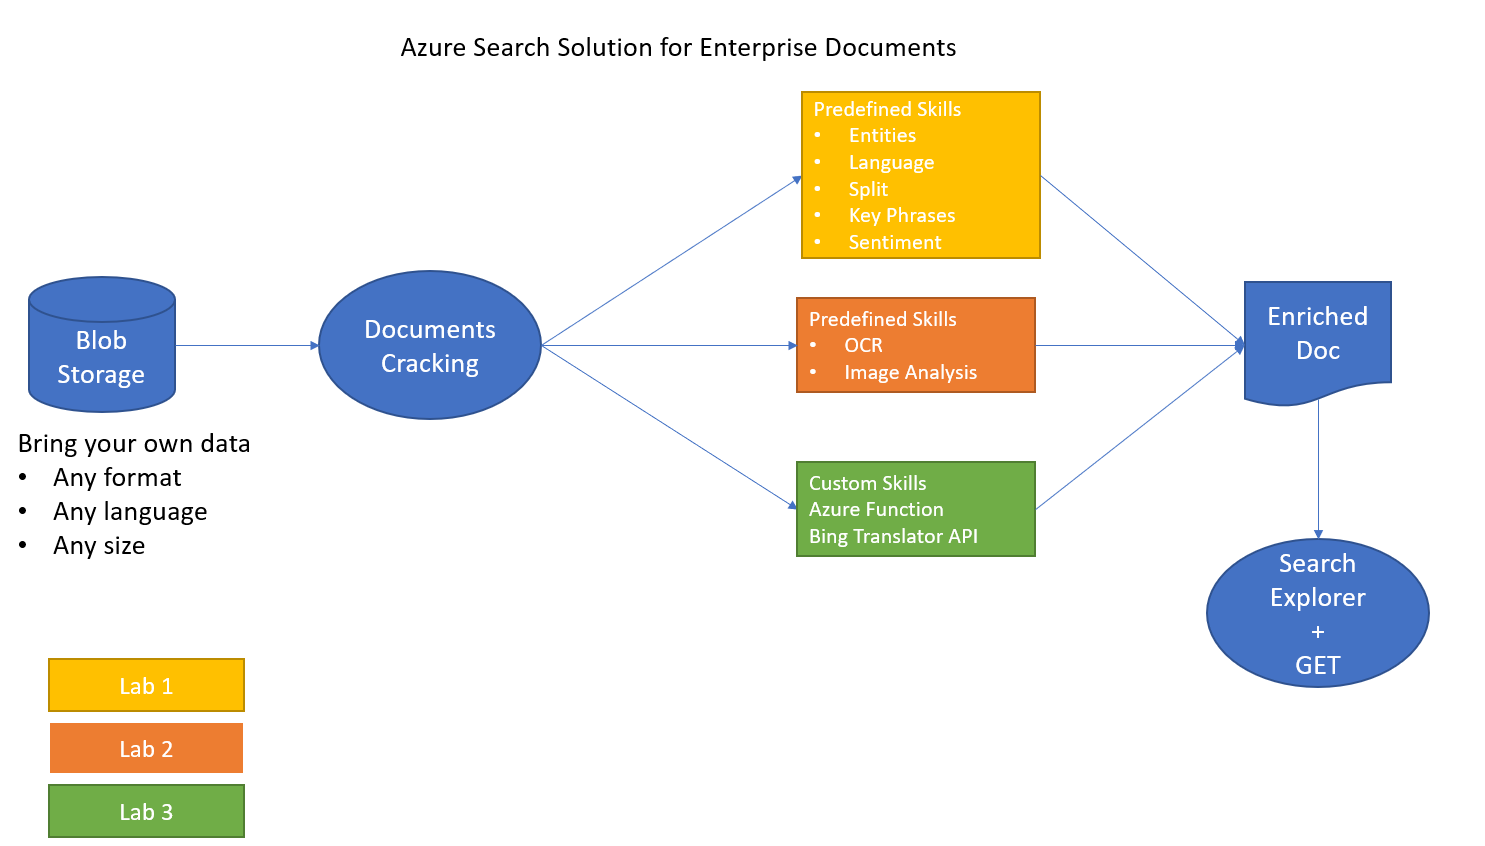 Azure Search Solution for Enterprise Documents
Predefined Skills
• Entities
• Language
• Split
• Key Phrases
• Sentiment
Blob
Storage
Documents
Cracking
Predefined Skills
• OCR
• Image Analysis
Enriched
Doc
Bring your own data
• Any format
• Any language
• Any size
Custom Skills
Azure Function
Bing Translator API
Search
Explorer
+
GET
Lab 1
Lab 2
Lab 3